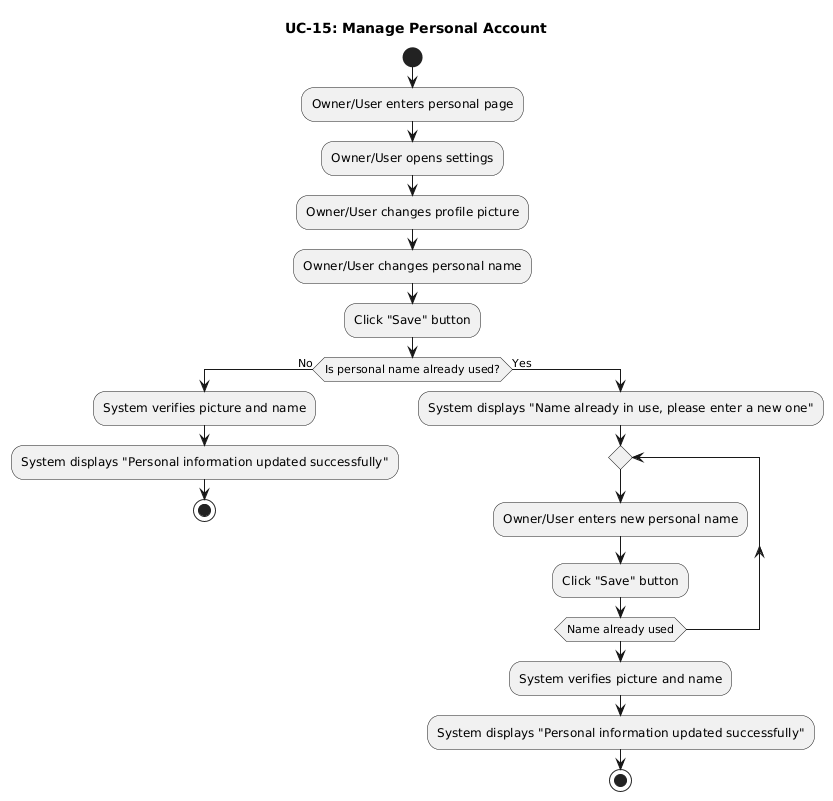 UC-15: Manage Personal Account
Owner/User enters personal page
Owner/User opens settings
Owner/User changes profile picture
Owner/User changes personal name
Click "Save" button
No
Is personal name already used?
Yes
System verifies picture and name
System displays "Personal information updated successfully"
System displays "Name already in use, please enter a new one"
Owner/User enters new personal name
Click "Save" button
Name already used
System verifies picture and name
System displays "Personal information updated successfully"